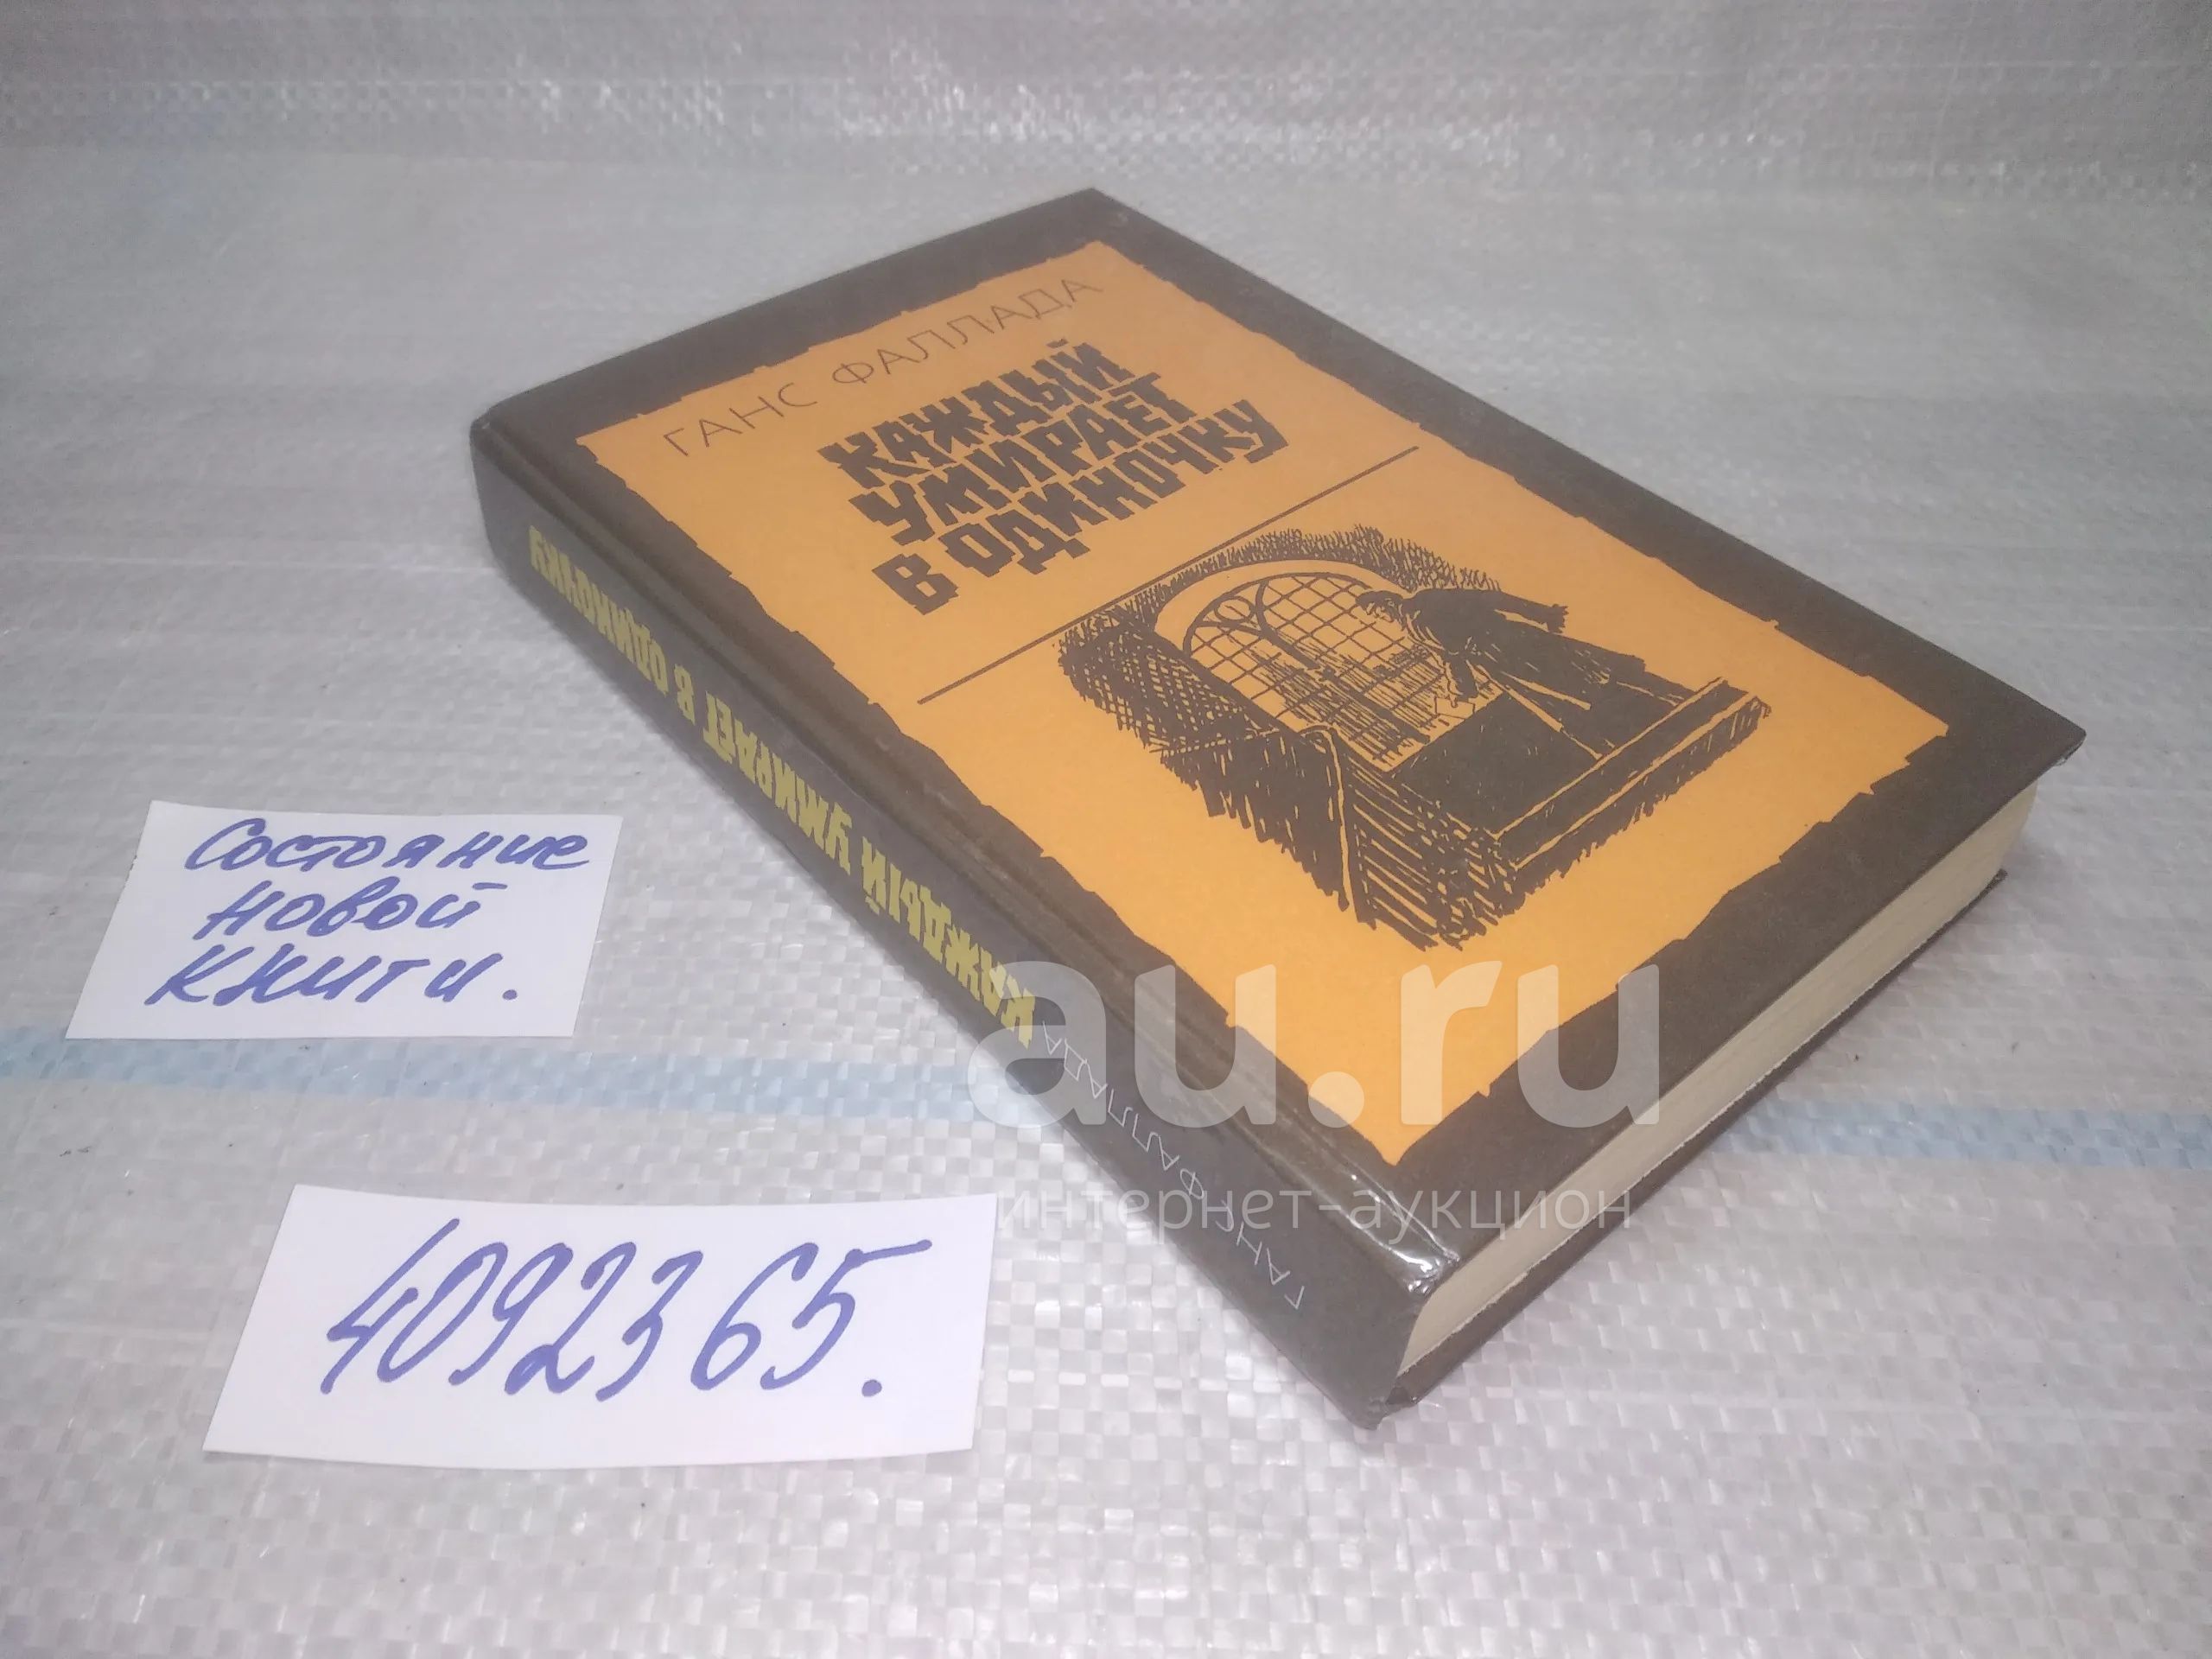 ГАНС ФАЛЛАДА
КАЖДЫЙ
УМИРАЕТ
В ОДИНОЧКУ
ГАНС ФАЛЛАДА КАЖДЫЙ УМИРАЕТ В ОДИНОЧКУ
Состояние
новой
книги.
4092365.
au.ru
интернет-аукцион